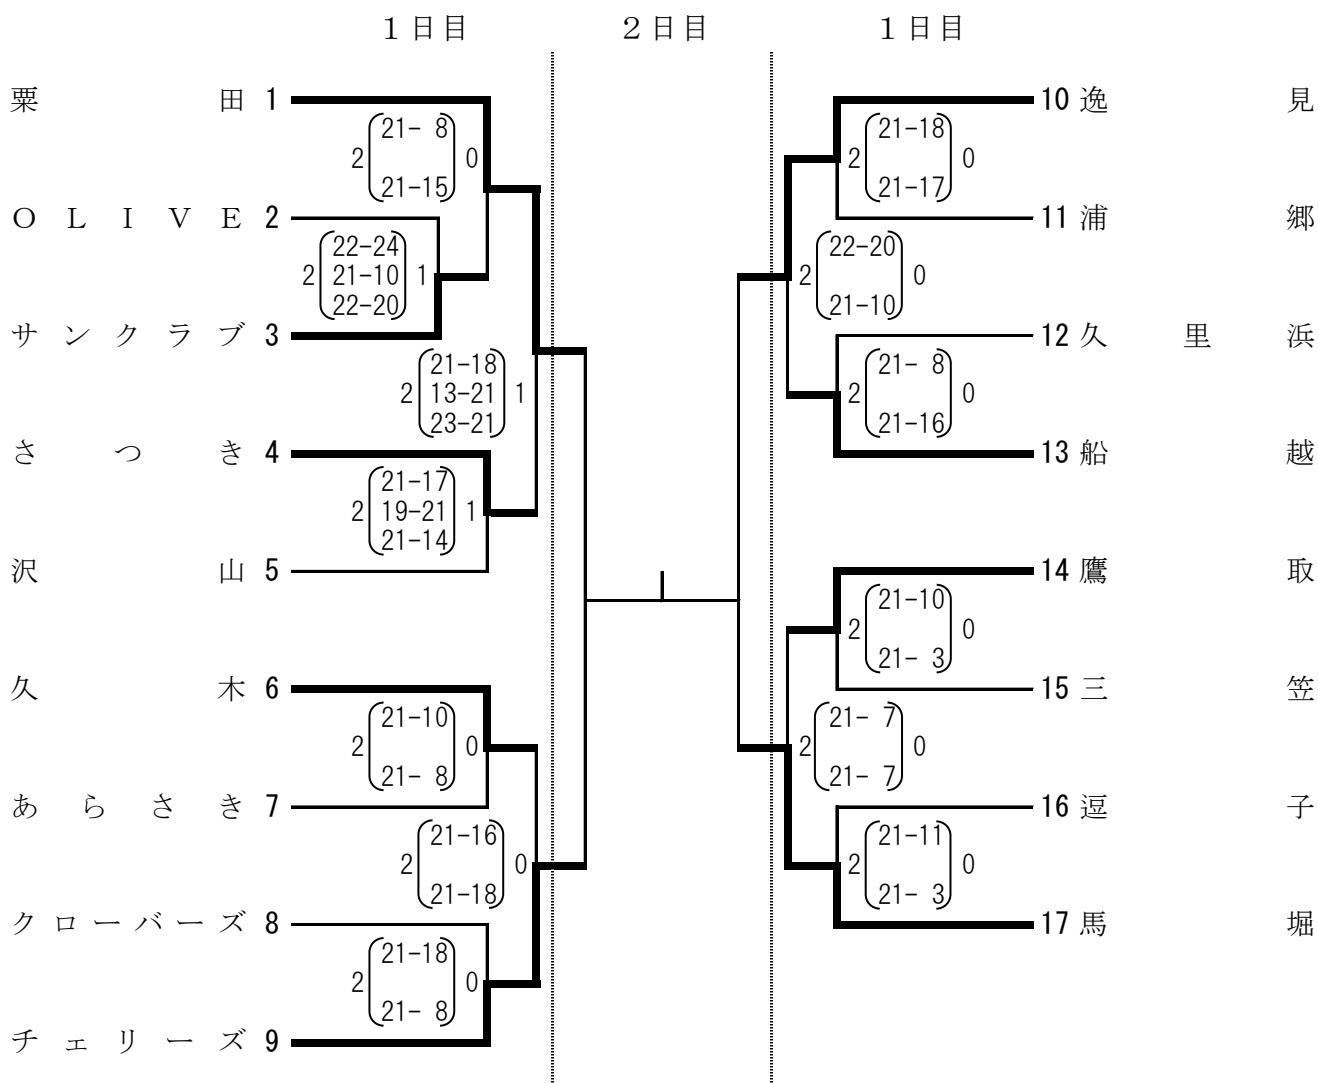 １日目 ２日目 １日目
粟田 1
10 逸見
21- 8
2 0
21-15
21-18
2 0
21-17
ＯＬＩＶＥ 2
11 浦郷
22-24
2 21-10 1
22-20
22-20
2 0
21-10
サンクラブ 3
12 久里浜
21-18
2 13-21 1
23-21
21- 8
2 0
21-16
さつき 4
13 船越
21-17
2 19-21 1
21-14
沢山 5
14 鷹取
21-10
2 0
21- 3
久木 6
15 三笠
21-10
2 0
21- 8
21- 7
2 0
21- 7
あらさき 7
16 逗子
21-16
2 0
21-18
21-11
2 0
21- 3
クローバーズ 8
17 馬堀
21-18
2 0
21- 8
チェリーズ 9